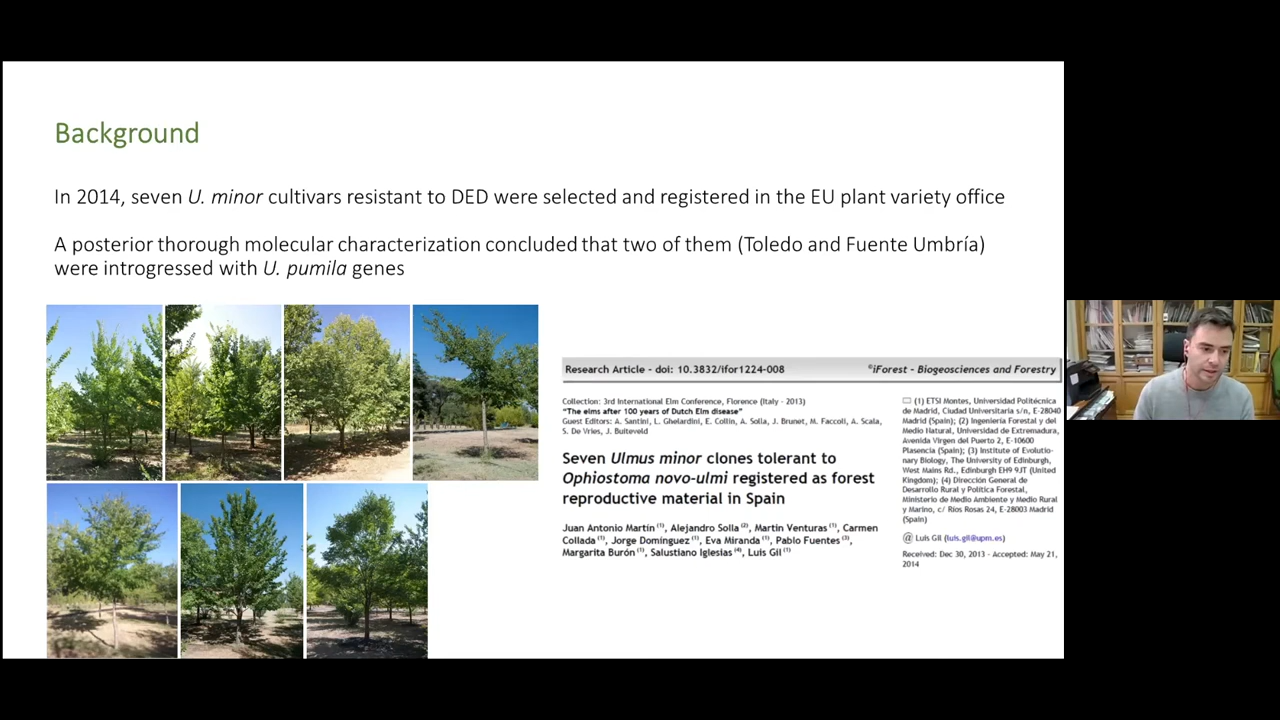 Background
In 2014, seven U. minor cultivars resistant to DED were selected and registered in the EU plant variety office
A posterior thorough molecular characterization concluded that two of them (Toledo and Fuente Umbría)
were introgressed with U. pumila genes
Research Article - doi: 10.3832/ifor1224-008
©iForest - Biogeosciences and Forestry
Collection: 3rd International Elm Conference, Florence (Italy - 2013)
"The elms after 100 years of Dutch Elm disease"
Guest Editors: A. Santini, L. Ghelardini, E. Collin, A. Solla, J. Brunet, M. Faccoli, A. Scala,
S. De Vries, J. Buiteveld
Seven Ulmus minor clones tolerant to
Ophiostoma novo-ulmi registered as forest
reproductive material in Spain
Juan Antonio Martín (1), Alejandro Solla (2), Martin Venturas (1), Carmen
Collada (1), Jorge Domínguez (1), Eva Miranda (1), Pablo Fuentes (3),
Margarita Burón (1), Salustiano Iglesias (4), Luis Gil (1)
(1) ETSI Montes, Universidad Politécnica
de Madrid, Ciudad Universitaria s/n, E-28040
Madrid (Spain); (2) Ingeniería Forestal y del
Medio Natural, Universidad de Extremadura,
Avenida Virgen del Puerto 2, E-10600
Plasencia (Spain); (3) Institute of Evolutio-
nary Biology, The University of Edinburgh,
West Mains Rd., Edinburgh EH9 9JT (United
Kingdom); (4) Dirección General de
Desarrollo Rural y Política Forestal,
Ministerio de Medio Ambiente y Medio Rural
y Marino, c/ Ríos Rosas 24, E-28003 Madrid
(Spain)
@ Luis Gil (luis.gil@upm.es)
Received: Dec 30, 2013 - Accepted: May 21,
2014